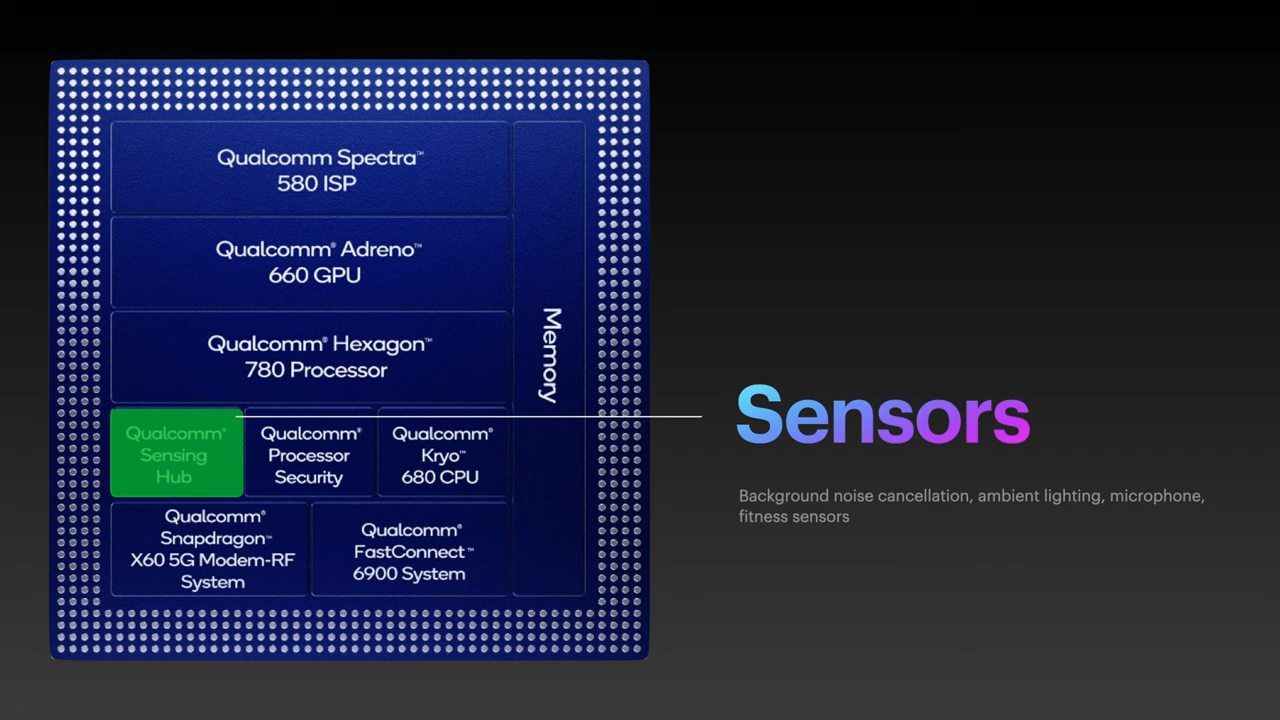 Qualcomm Spectra™
580 ISP
Qualcomm® Adreno™
660 GPU
Qualcomm® Hexagon™
780 Processor
Memory
Qualcomm®
Sensing
Hub
Qualcomm®
Processor
Security
Qualcomm®
Kryo™
680 CPU
Qualcomm®
Snapdragon™
X60 5G Modem-RF
System
Qualcomm®
FastConnect™
6900 System
Sensors
Background noise cancellation, ambient lighting, microphone,
fitness sensors